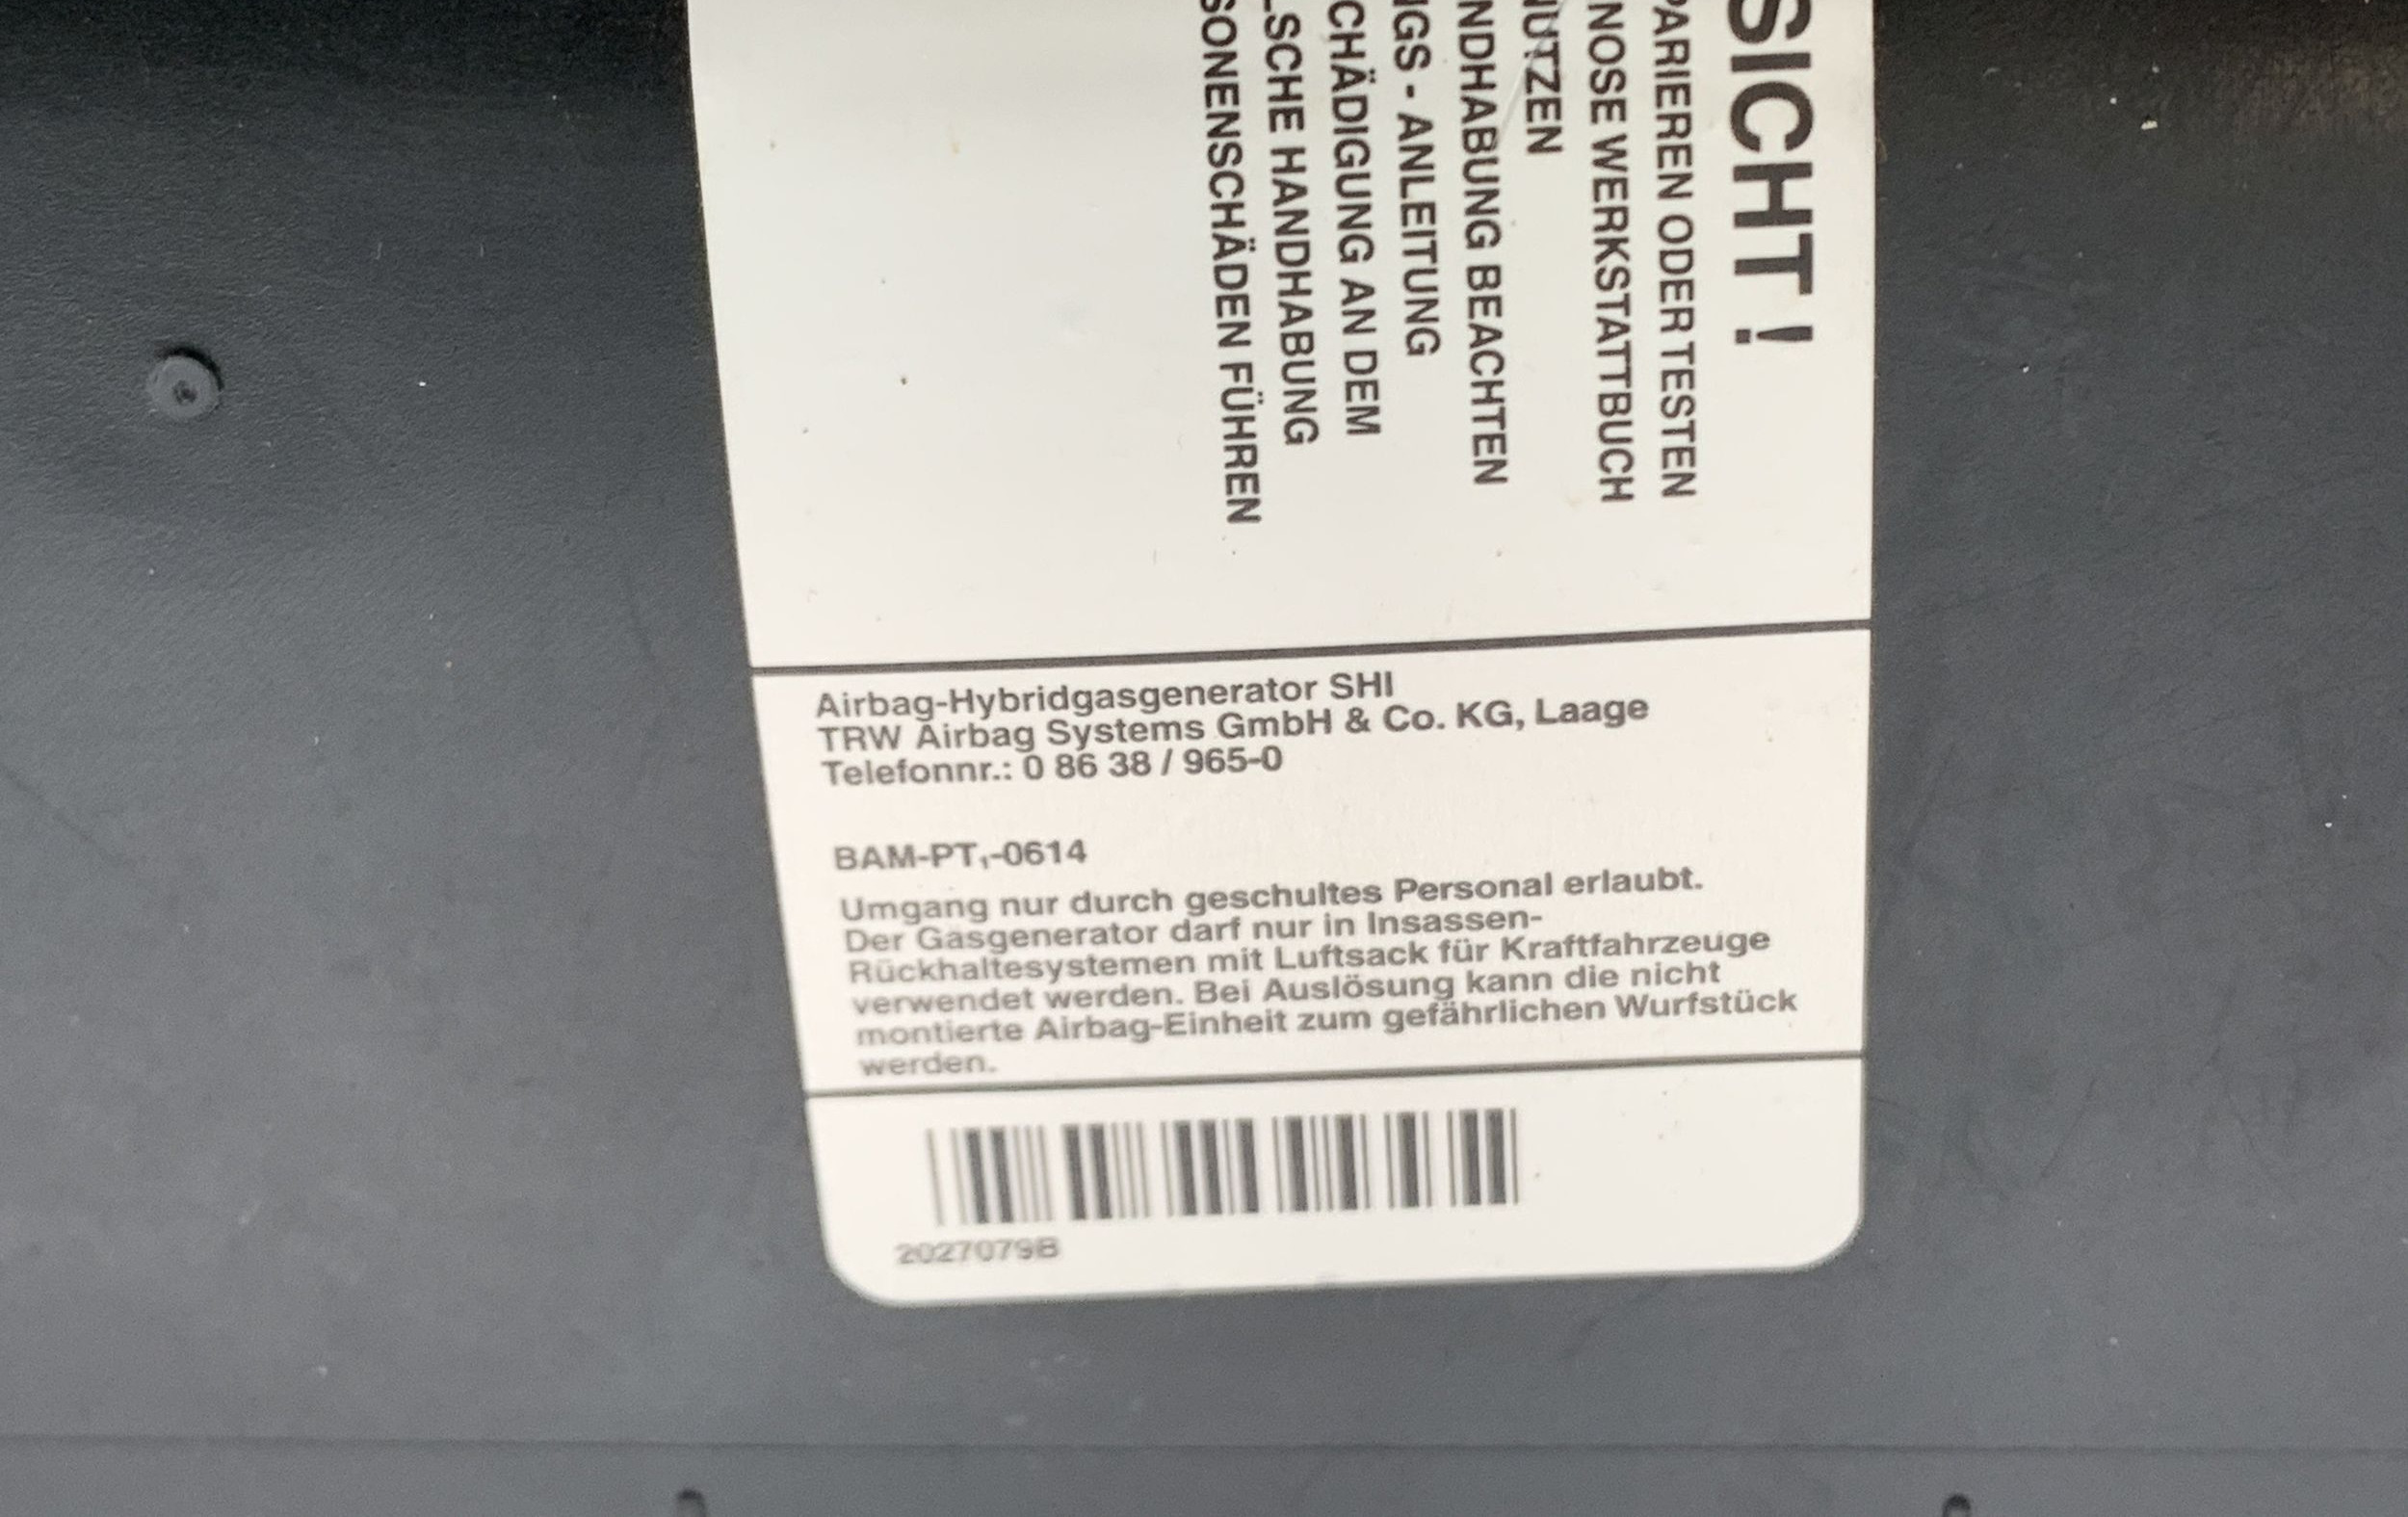 SICHT !
PARIEREN ODER TESTEN
NOSE WERKSTATTBUCH
NUTZEN
NDHABUNG BEACHTEN
NGS - ANLEITUNG
CHÄDIGUNG AN DEM
LSCHE HANDHABUNG
SONENSCHÄDEN FÜHREN
Airbag-Hybridgasgenerator SHI
TRW Airbag Systems GmbH & Co. KG, Laage
Telefonnr.: 0 86 38 / 965-0
BAM-PT₁-0614
Umgang nur durch geschultes Personal erlaubt.
Der Gasgenerator darf nur in Insassen-
Rückhaltesystemen mit Luftsack für Kraftfahrzeuge
verwendet werden. Bei Auslösung kann die nicht
montierte Airbag-Einheit zum gefährlichen Wurfstück
werden.
2027079B